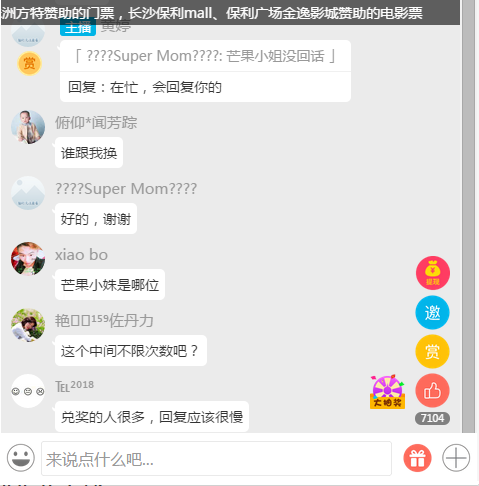 洲方特赞助的门票，长沙保利mall、保利广场金逸影城赞助的电影票
主播 黄婷
赏
「 ????Super Mom????: 芒果小姐没回话 」
回复：在忙，会回复你的
俯仰*闻芳踪
谁跟我换
????Super Mom????
好的，谢谢
xiao bo
芒果小妹是哪位
提现
艳▯▯¹⁵⁹佐丹力
邀
这个中间不限次数吧？
赏
℡²⁰¹⁸
大抽奖
兑奖的人很多，回复应该很慢
7104
来说点什么吧...